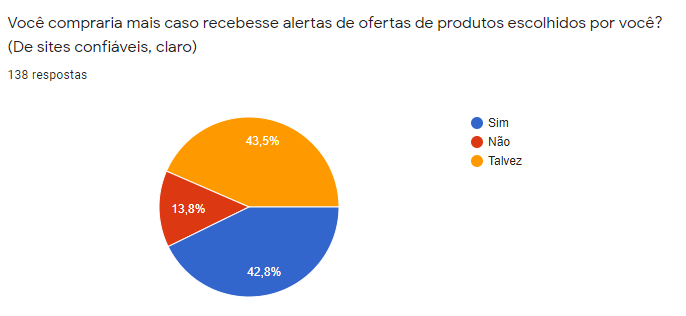 Você compraria mais caso recebesse alertas de ofertas de produtos escolhidos por você?
(De sites confiáveis, claro)
138 respostas
Sim
Não
Talvez
43,5%
13,8%
42,8%